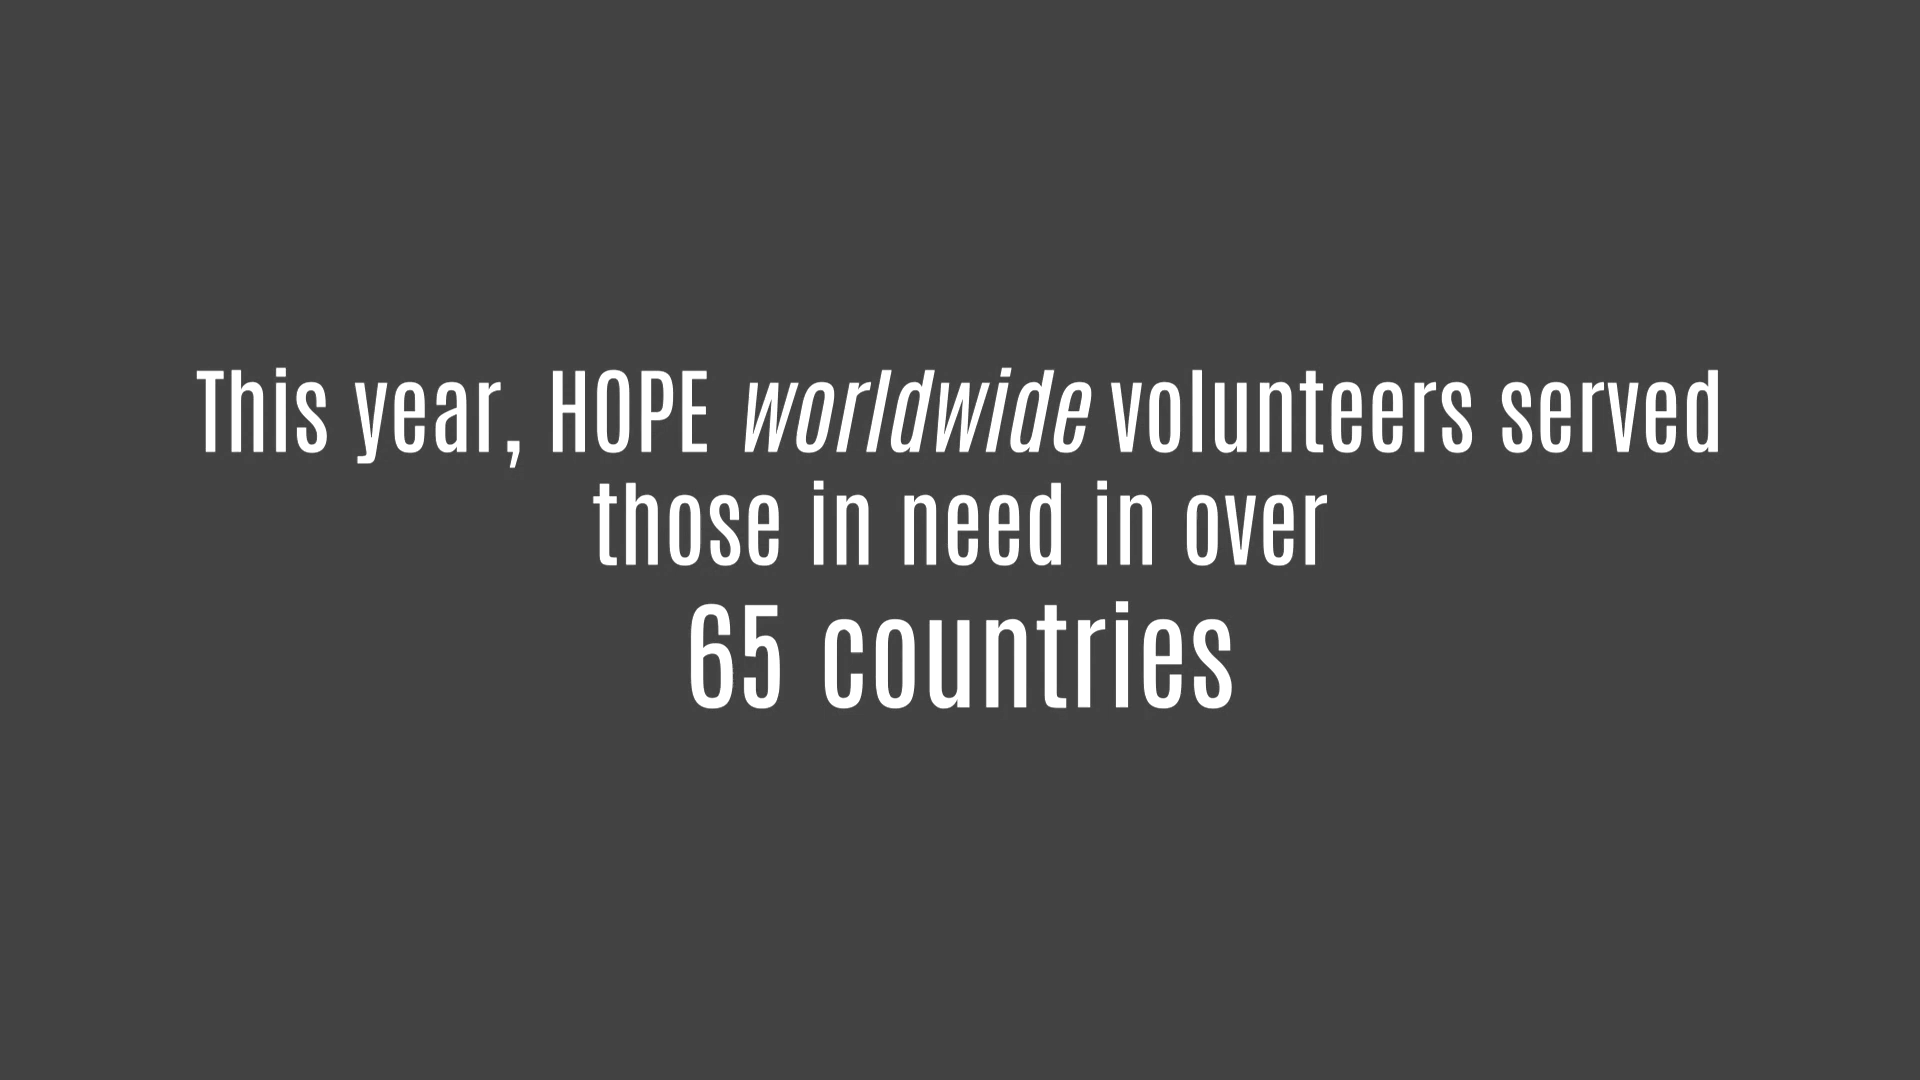 This year, HOPE worldwide volunteers served
those in need in over
65 countries